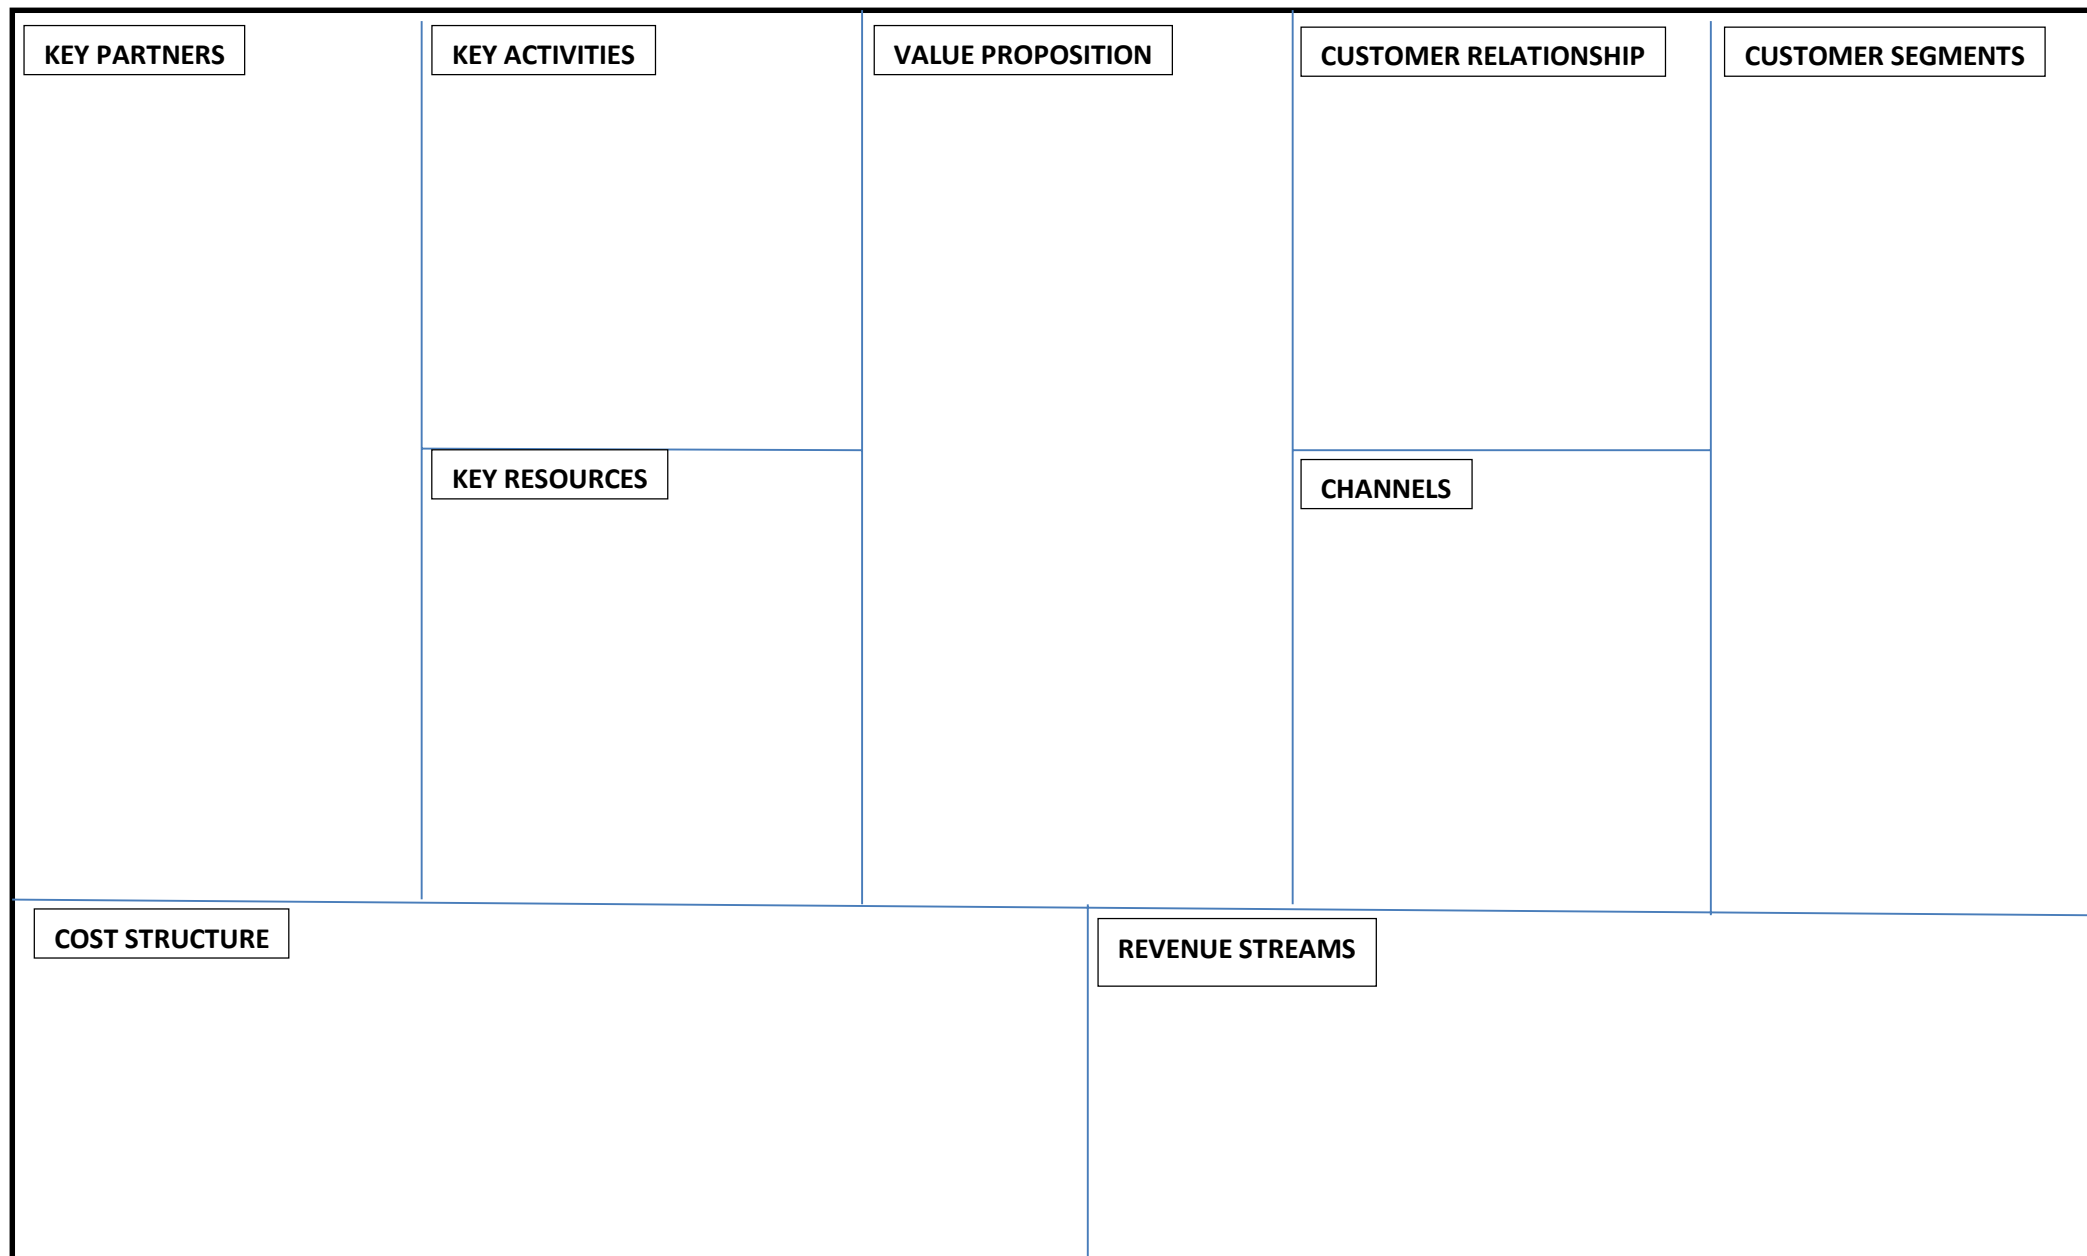 KEY PARTNERS
KEY ACTIVITIES
VALUE PROPOSITION
CUSTOMER RELATIONSHIP
CUSTOMER SEGMENTS
KEY RESOURCES
CHANNELS
COST STRUCTURE
REVENUE STREAMS